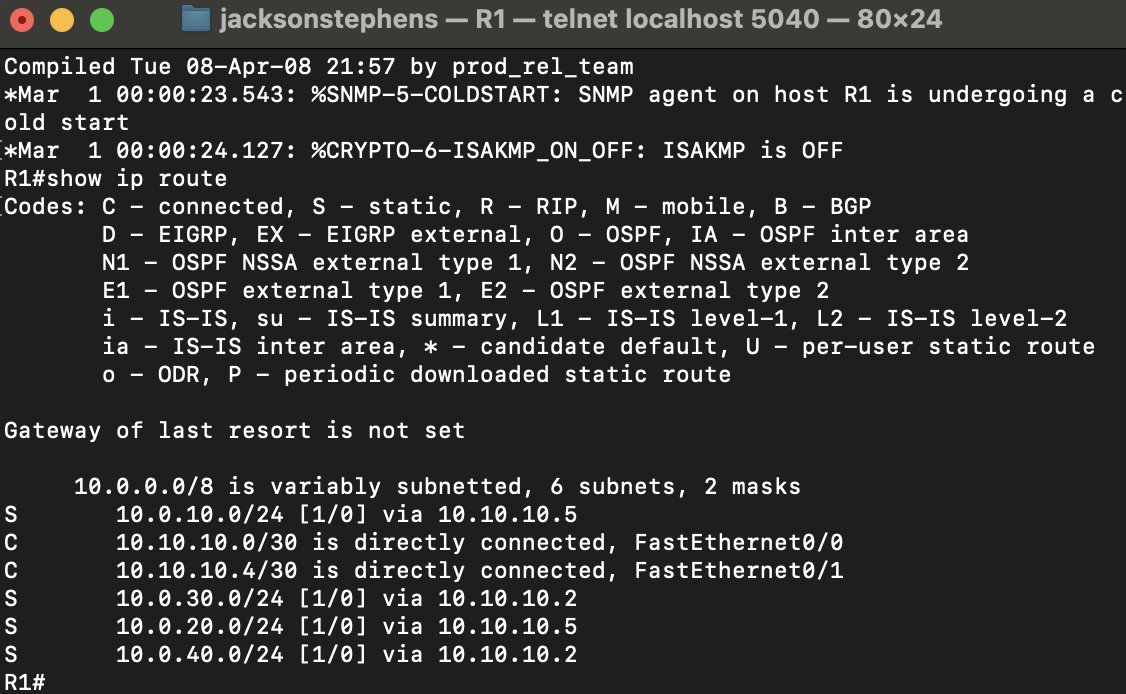 jacksonstephens — R1 — telnet localhost 5040 — 80×24
Compiled Tue 08-Apr-08 21:57 by prod_rel_team
*Mar  1 00:00:23.543: %SNMP-5-COLDSTART: SNMP agent on host R1 is undergoing a c
old start
*Mar  1 00:00:24.127: %CRYPTO-6-ISAKMP_ON_OFF: ISAKMP is OFF
R1#show ip route
Codes: C - connected, S - static, R - RIP, M - mobile, B - BGP
       D - EIGRP, EX - EIGRP external, O - OSPF, IA - OSPF inter area
       N1 - OSPF NSSA external type 1, N2 - OSPF NSSA external type 2
       E1 - OSPF external type 1, E2 - OSPF external type 2
       i - IS-IS, su - IS-IS summary, L1 - IS-IS level-1, L2 - IS-IS level-2
       ia - IS-IS inter area, * - candidate default, U - per-user static route
       o - ODR, P - periodic downloaded static route

Gateway of last resort is not set

     10.0.0.0/8 is variably subnetted, 6 subnets, 2 masks
S       10.0.10.0/24 [1/0] via 10.10.10.5
C       10.10.10.0/30 is directly connected, FastEthernet0/0
C       10.10.10.4/30 is directly connected, FastEthernet0/1
S       10.0.30.0/24 [1/0] via 10.10.10.2
S       10.0.20.0/24 [1/0] via 10.10.10.5
S       10.0.40.0/24 [1/0] via 10.10.10.2
R1#